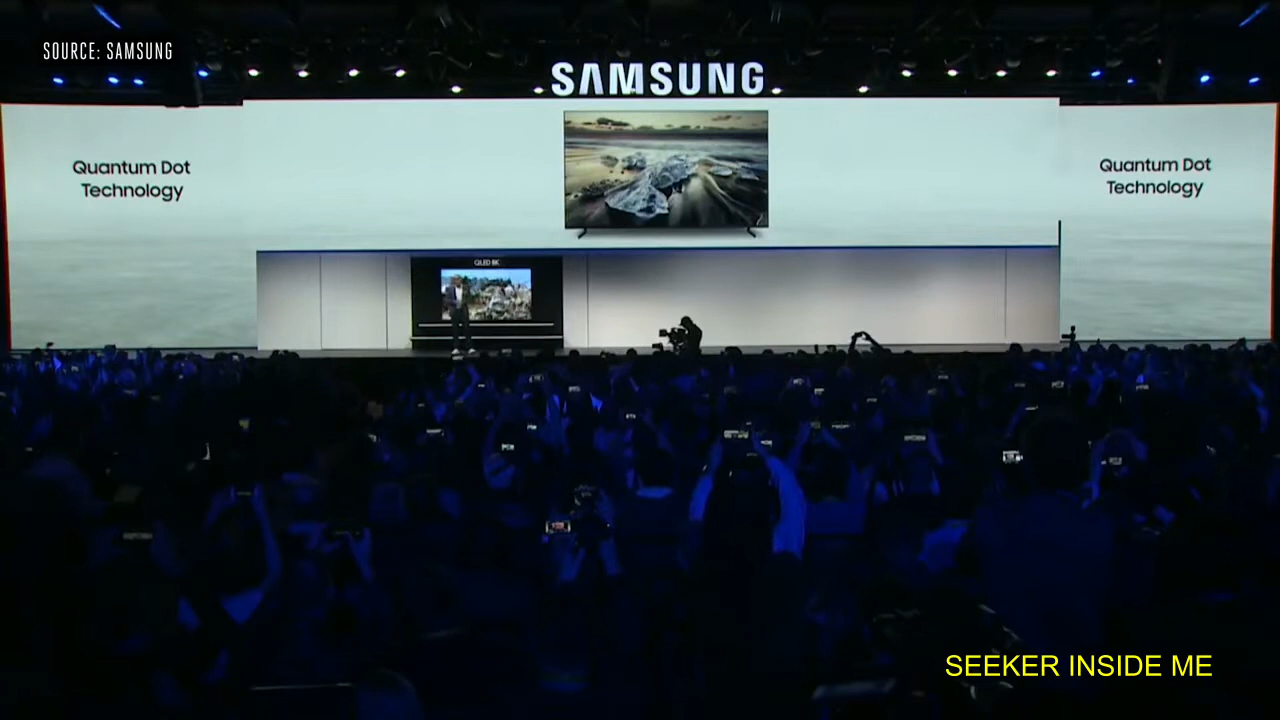 SOURCE: SAMSUNG
SAMSUNG
Quantum Dot
Technology
Quantum Dot
Technology
QLED 8K
SEEKER INSIDE ME